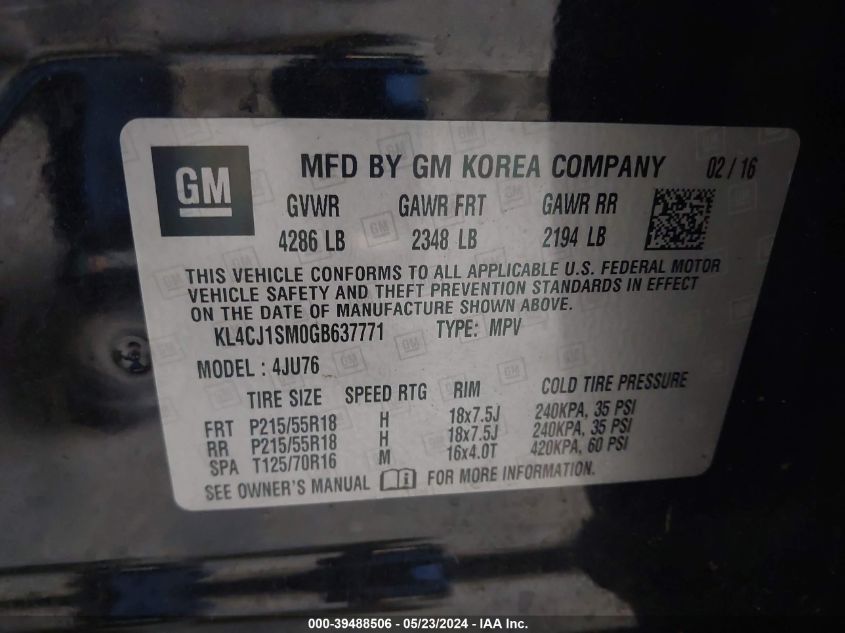 GM
MFD BY GM KOREA COMPANY 02 / 16
GVWR GAWR FRT GAWR RR
4286 LB 2348 LB 2194 LB
THIS VEHICLE CONFORMS TO ALL APPLICABLE U.S. FEDERAL MOTOR
VEHICLE SAFETY AND THEFT PREVENTION STANDARDS IN EFFECT
ON THE DATE OF MANUFACTURE SHOWN ABOVE.
KL4CJ1SM0GB637771 TYPE: MPV
MODEL : 4JU76
TIRE SIZE SPEED RTG RIM COLD TIRE PRESSURE
FRT P215/55R18 H 18x7.5J 240KPA, 35 PSI
RR P215/55R18 H 18x7.5J 240KPA, 35 PSI
SPA T125/70R16 M 16x4.0T 420KPA, 60 PSI
SEE OWNER'S MANUAL FOR MORE INFORMATION.
000-39488506 - 05/23/2024 - IAA Inc.